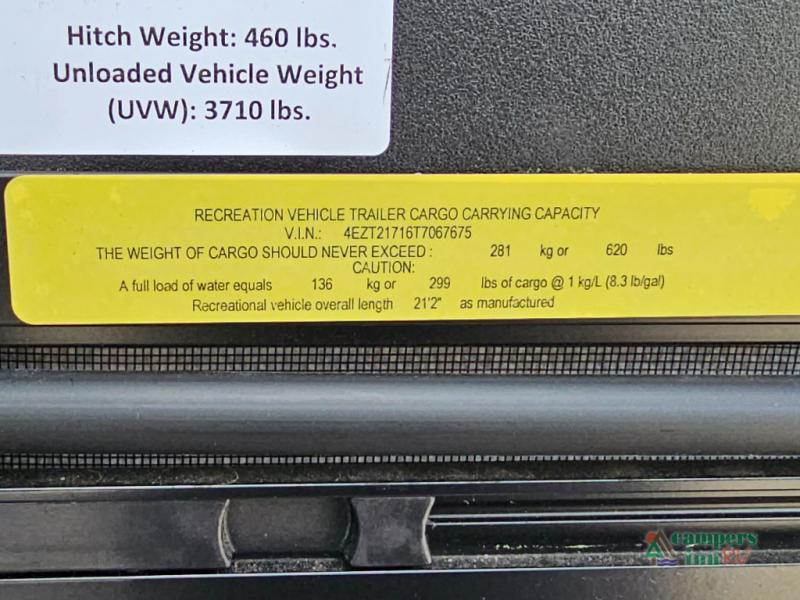 Hitch Weight: 460 lbs.
Unloaded Vehicle Weight
(UVW): 3710 lbs.
RECREATION VEHICLE TRAILER CARGO CARRYING CAPACITY
V.I.N.: 4EZT21716T7067675
THE WEIGHT OF CARGO SHOULD NEVER EXCEED : 281 kg or 620 lbs
CAUTION:
A full load of water equals 136 kg or 299 lbs of cargo @ 1 kg/L (8.3 lb/gal)
Recreational vehicle overall length 21'2" as manufactured
campers
Inn RV